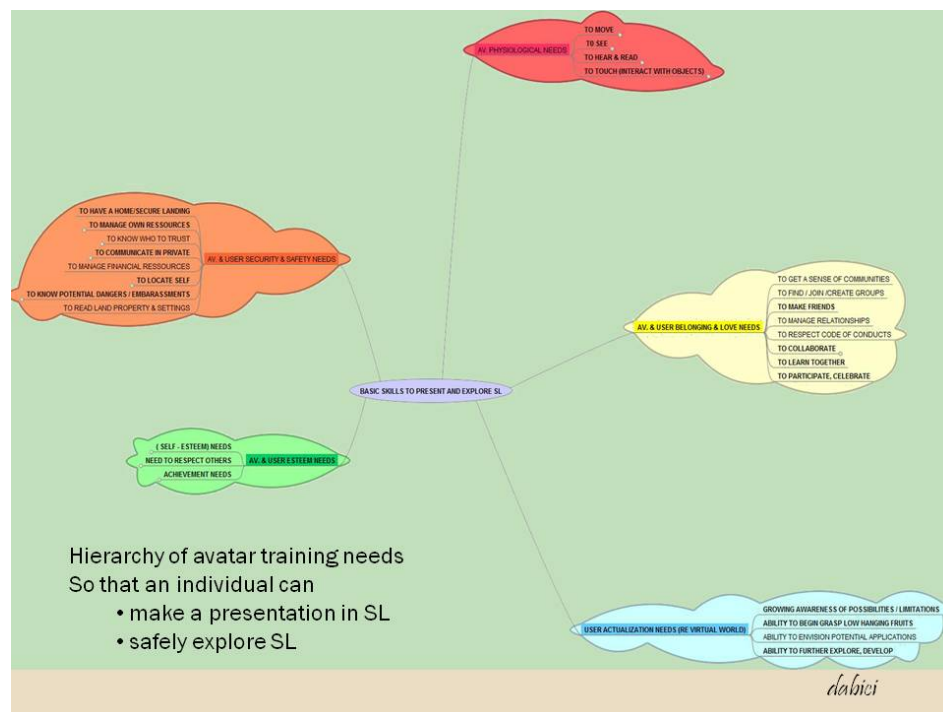 AV. PHYSIOLOGICAL NEEDS
TO MOVE
TO SEE
TO HEAR & READ
TO TOUCH (INTERACT WITH OBJECTS)
TO HAVE A HOME/SECURE LANDING
TO MANAGE OWN RESSOURCES
TO KNOW WHO TO TRUST
TO COMMUNICATE IN PRIVATE
TO MANAGE FINANCIAL RESSOURCES
TO LOCATE SELF
TO KNOW POTENTIAL DANGERS / EMBARASSMENTS
TO READ LAND PROPERTY & SETTINGS
AV. & USER SECURITY & SAFETY NEEDS
AV. & USER BELONGING & LOVE NEEDS
TO GET A SENSE OF COMMUNITIES
TO FIND / JOIN /CREATE GROUPS
TO MAKE FRIENDS
TO MANAGE RELATIONSHIPS
TO RESPECT CODE OF CONDUCTS
TO COLLABORATE
TO LEARN TOGETHER
TO PARTICIPATE, CELEBRATE
BASIC SKILLS TO PRESENT AND EXPLORE SL
( SELF - ESTEEM) NEEDS
NEED TO RESPECT OTHERS
ACHIEVEMENT NEEDS
AV. & USER ESTEEM NEEDS
Hierarchy of avatar training needs
So that an individual can
• make a presentation in SL
• safely explore SL
USER ACTUALIZATION NEEDS (RE VIRTUAL WORLD)
GROWING AWARENESS OF POSSIBILITIES / LIMITATIONS
ABILITY TO BEGIN GRASP LOW HANGING FRUITS
ABILITY TO ENVISION POTENTIAL APPLICATIONS
ABILITY TO FURTHER EXPLORE, DEVELOP
dabici